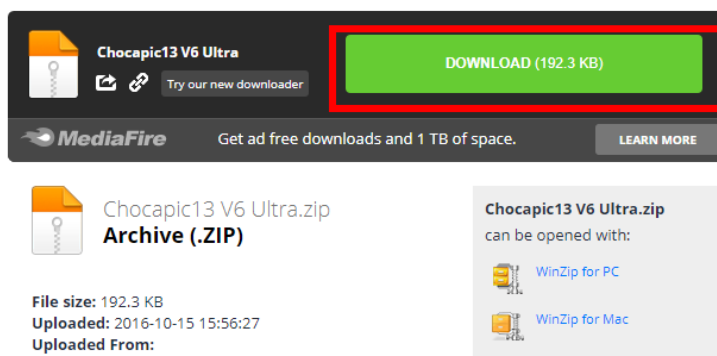 Chocapic13 V6 Ultra
Try our new downloader
DOWNLOAD (192.3 KB)
MediaFire
Get ad free downloads and 1 TB of space.
LEARN MORE
Chocapic13 V6 Ultra.zip
Archive (.ZIP)
File size: 192.3 KB
Uploaded: 2016-10-15 15:56:27
Uploaded From:
Chocapic13 V6 Ultra.zip
can be opened with:
WinZip for PC
WinZip for Mac